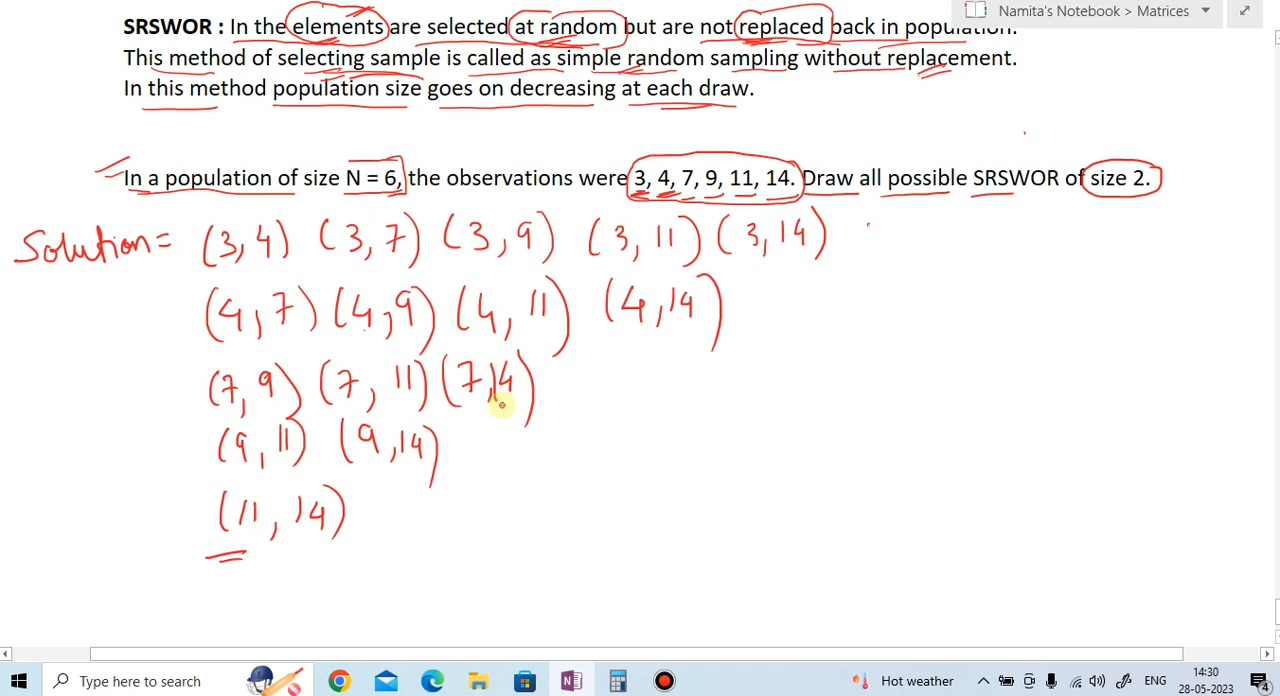 Namita's Notebook > Matrices
SRSWOR : In the elements are selected at random but are not replaced back in population.
This method of selecting sample is called as simple random sampling without replacement.
In this method population size goes on decreasing at each draw.
In a population of size N = 6, the observations were 3, 4, 7, 9, 11, 14. Draw all possible SRSWOR of size 2.
Solution = (3,4) (3,7) (3,9) (3,11) (3,14)
(4,7) (4,9) (4,11) (4,14)
(7,9) (7,11) (7,14)
(9,11) (9,14)
(11,14)
Type here to search
Hot weather
ENG
14:30
28-05-2023
4